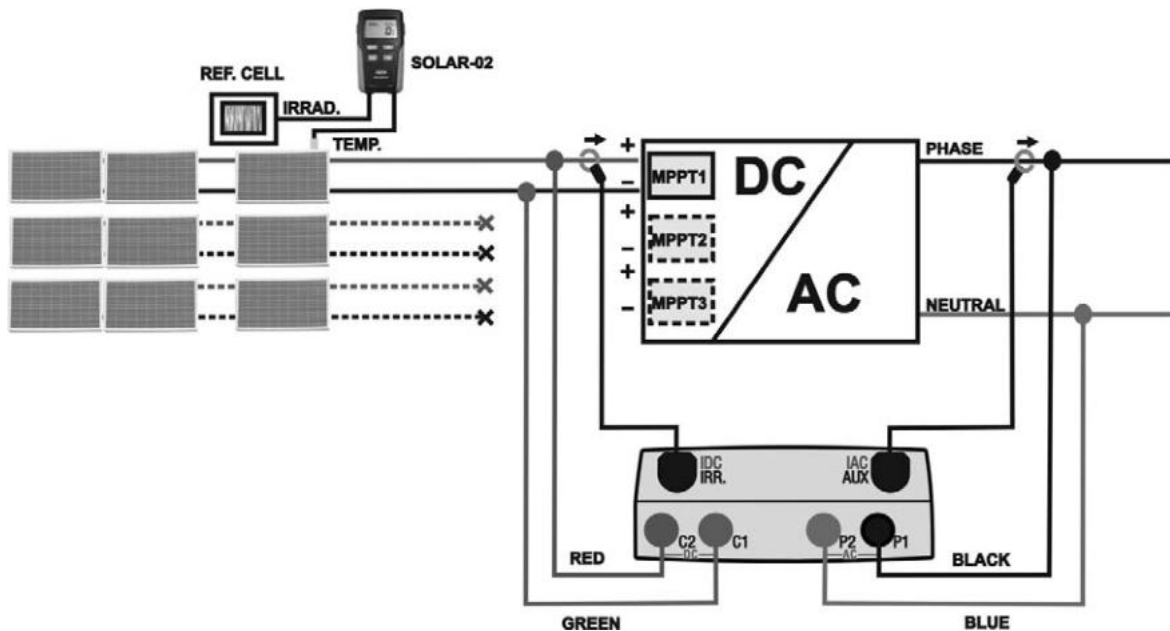 SOLAR-02
REF. CELL
IRRAD.
TEMP.
+
PHASE
MPPT1
DC
−
+
MPPT2
−
+
AC
NEUTRAL
MPPT3
−
IDC
IRR.
IAC
AUX
C2
C1
DC
P2
P1
AC
RED
BLACK
GREEN
BLUE